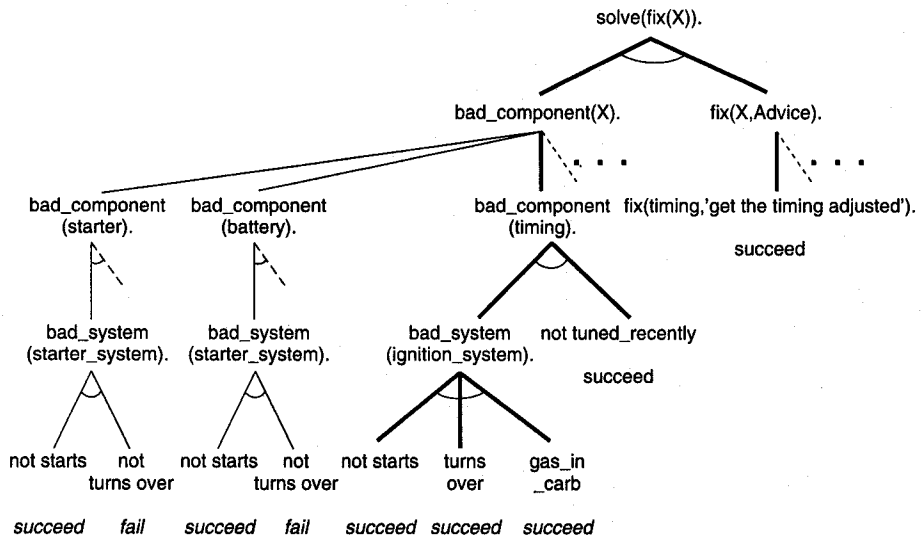 solve(fix(X)).
bad_component(X).
fix(X,Advice).
bad_component
(starter).
bad_component
(battery).
bad_component
(timing).
fix(timing,'get the timing adjusted').
succeed
bad_system
(starter_system).
bad_system
(starter_system).
bad_system
(ignition_system).
not tuned_recently
succeed
not starts
not
turns over
not starts
not
turns over
not starts
turns
over
gas_in
_carb
succeed
fail
succeed
fail
succeed
succeed
succeed